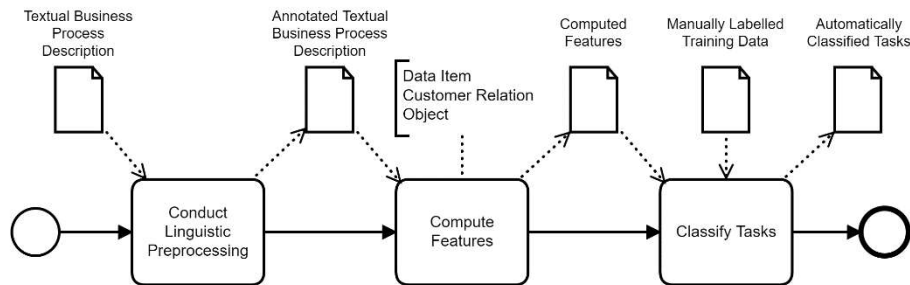 Textual Business
Process
Description
Annotated Textual
Business Process
Description
Data Item
Customer Relation
Object
Computed
Features
Manually Labelled
Training Data
Automatically
Classified Tasks
Conduct
Linguistic
Preprocessing
Compute
Features
Classify Tasks